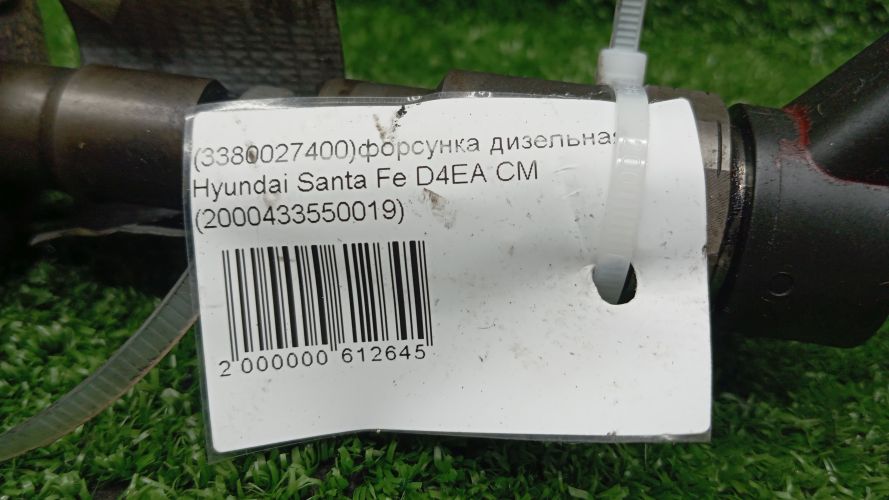 (3380027400)форсунка дизельная
Hyundai Santa Fe D4EA CM
(2000433550019)
2 000000 612645